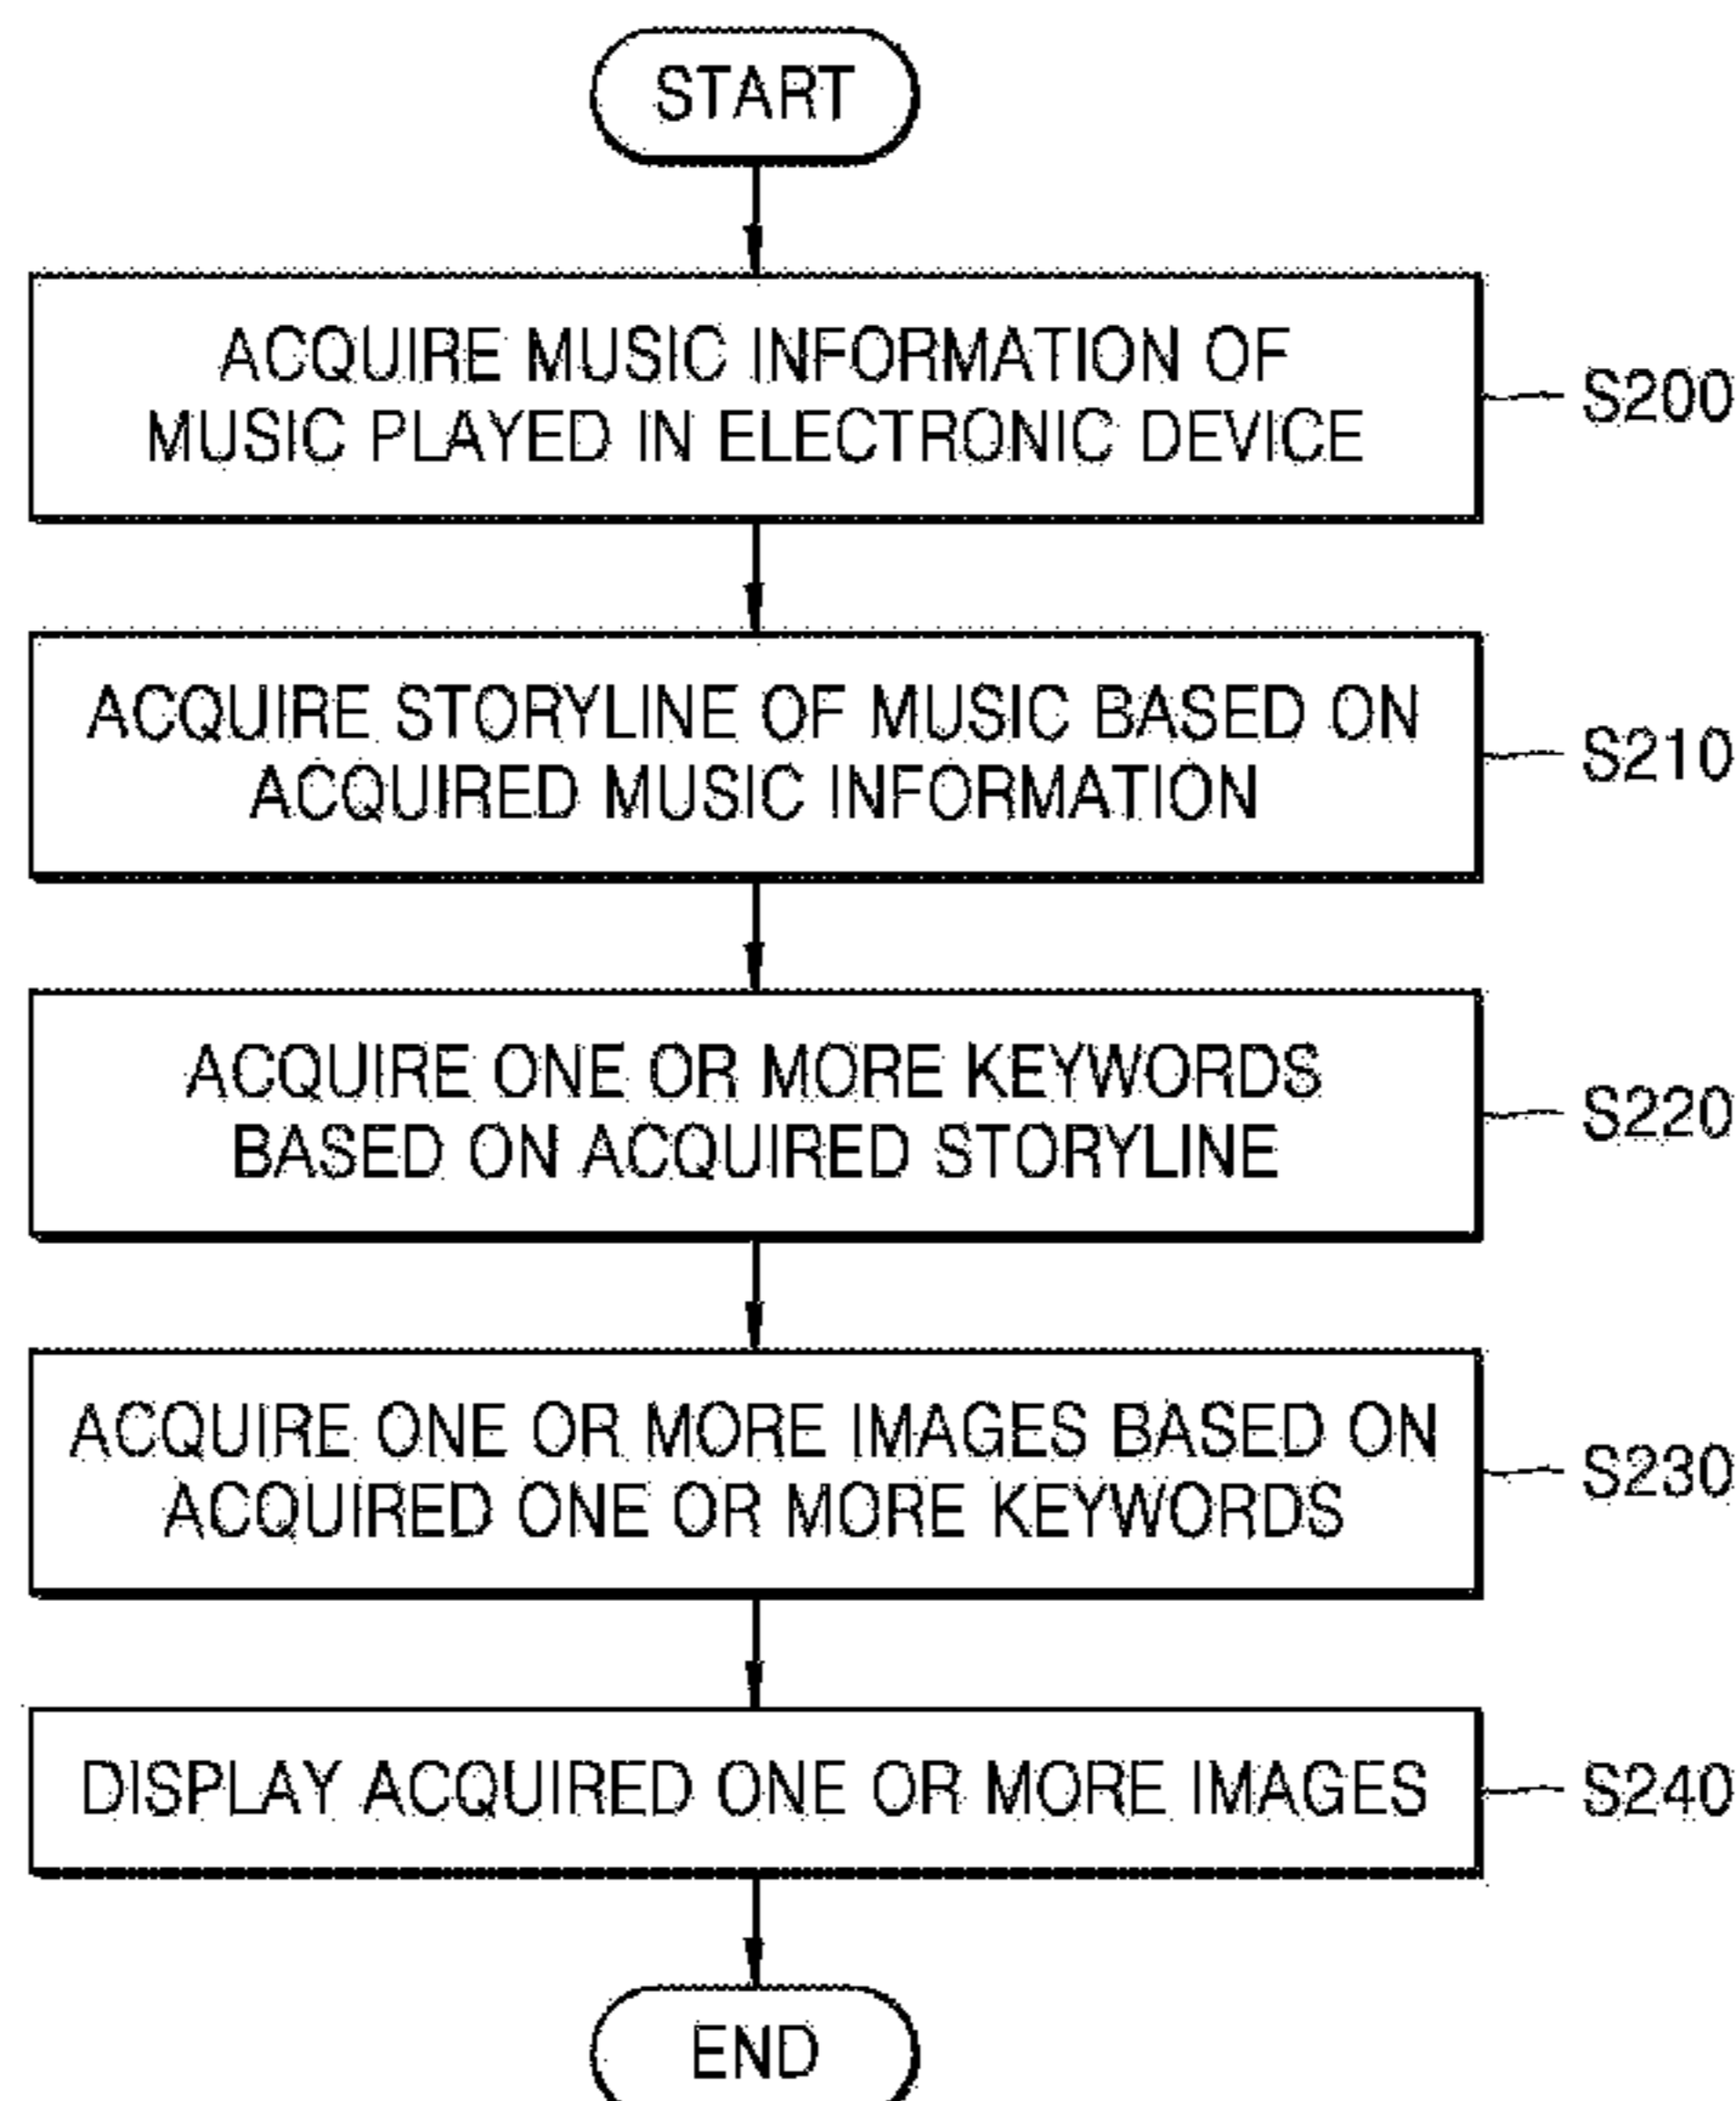 START
ACQUIRE MUSIC INFORMATION OF
MUSIC PLAYED IN ELECTRONIC DEVICE
S200
ACQUIRE STORYLINE OF MUSIC BASED ON
ACQUIRED MUSIC INFORMATION
S210
ACQUIRE ONE OR MORE KEYWORDS
BASED ON ACQUIRED STORYLINE
S220
ACQUIRE ONE OR MORE IMAGES BASED ON
ACQUIRED ONE OR MORE KEYWORDS
S230
DISPLAY ACQUIRED ONE OR MORE IMAGES
S240
END